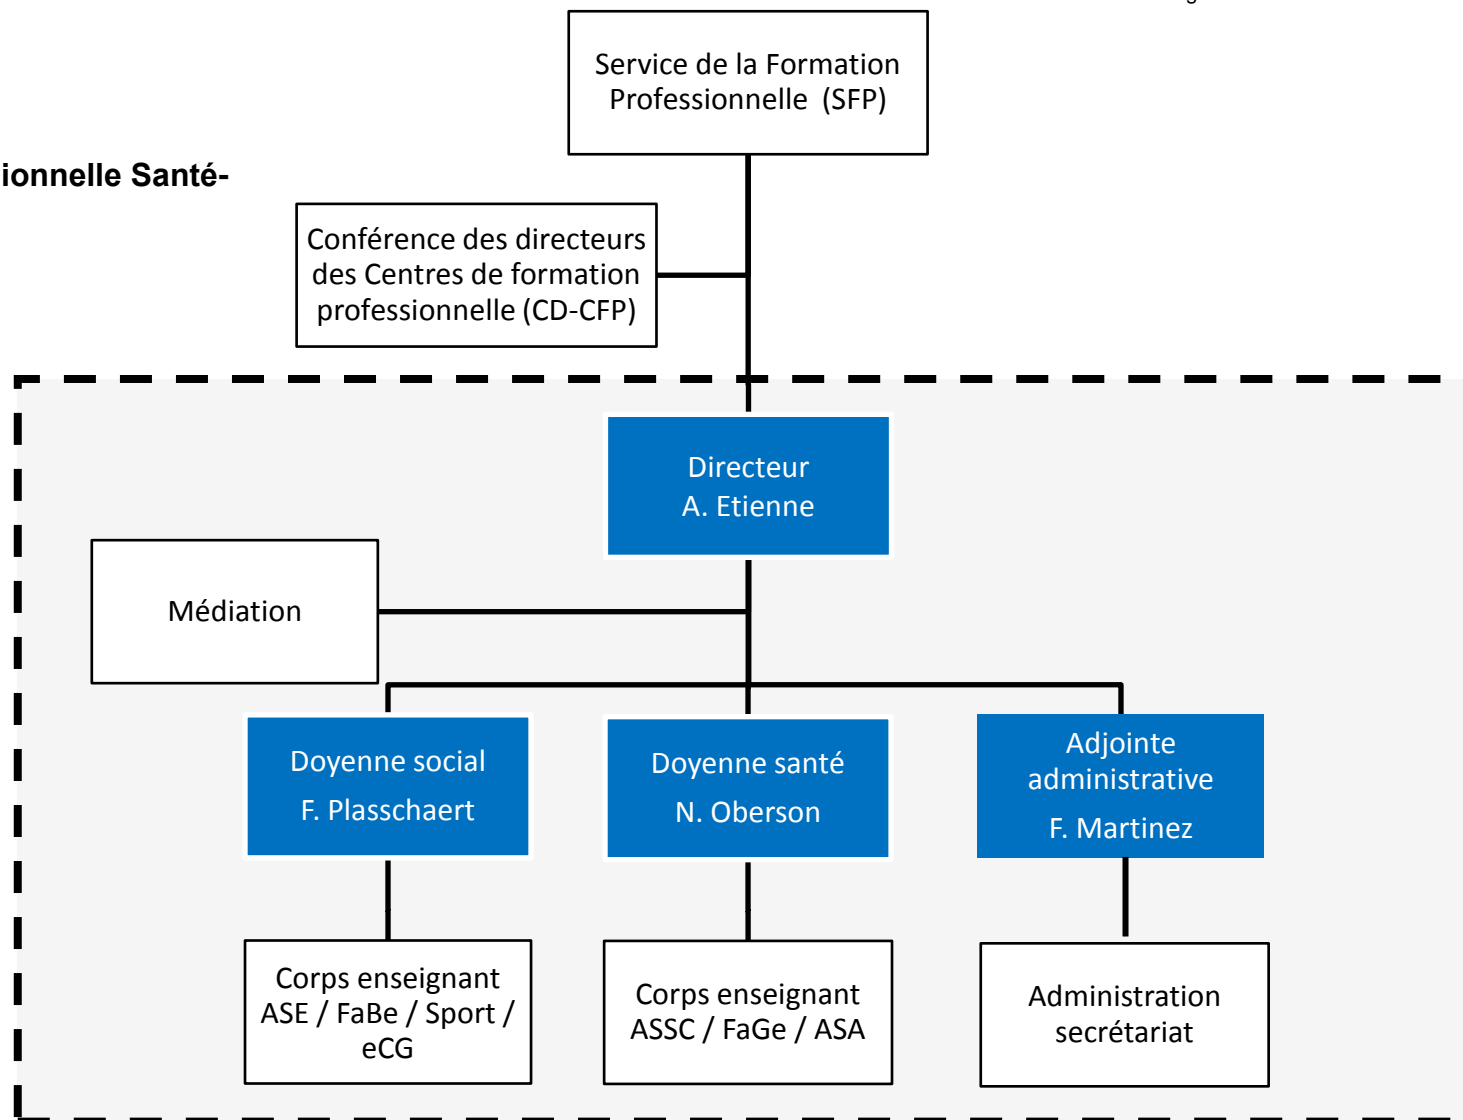 Service de la Formation
Professionnelle (SFP)
ionnelle Santé-
Conférence des directeurs
des Centres de formation
professionnelle (CD-CFP)
Directeur
A. Etienne
Médiation
Doyenne social
F. Plasschaert
Doyenne santé
N. Oberson
Adjointe
administrative
F. Martinez
Corps enseignant
ASE / FaBe / Sport /
eCG
Corps enseignant
ASSC / FaGe / ASA
Administration
secrétariat